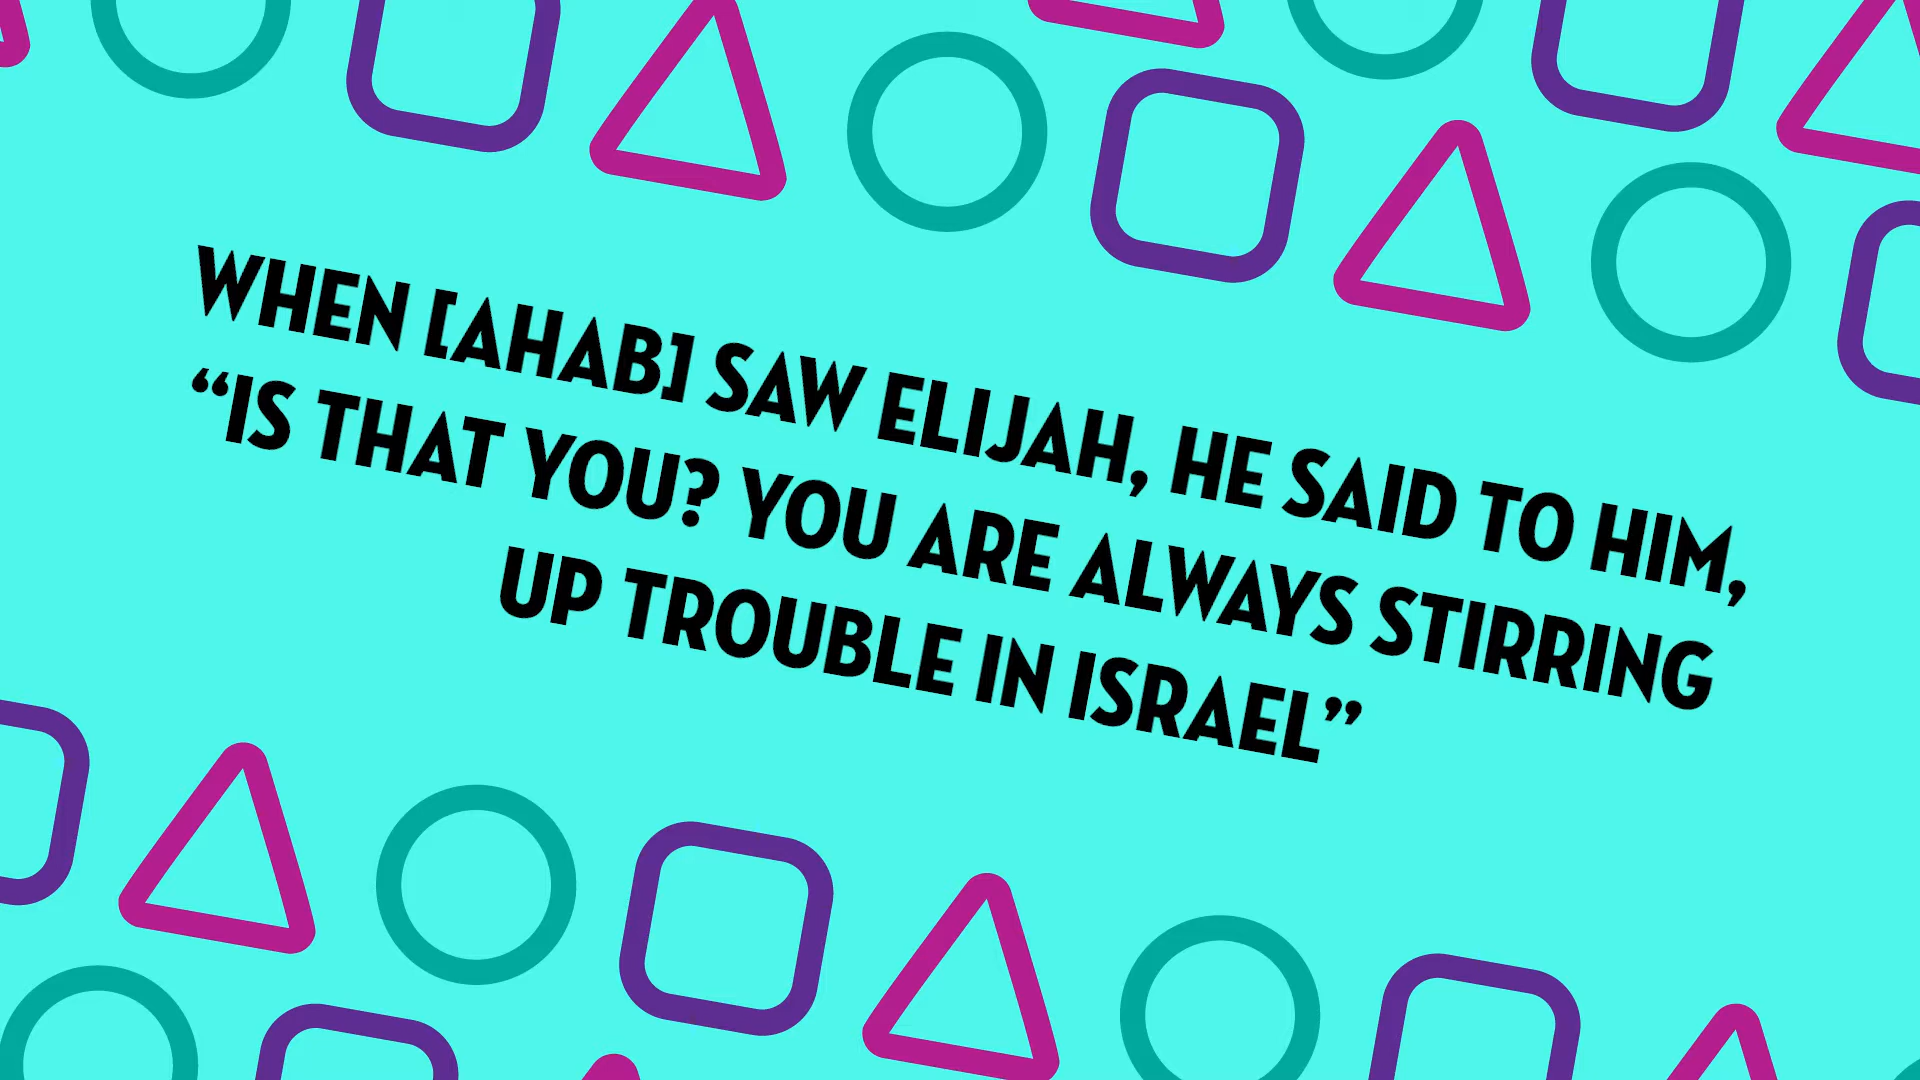 WHEN [AHAB] SAW ELIJAH, HE SAID TO HIM,
“IS THAT YOU? YOU ARE ALWAYS STIRRING
UP TROUBLE IN ISRAEL”